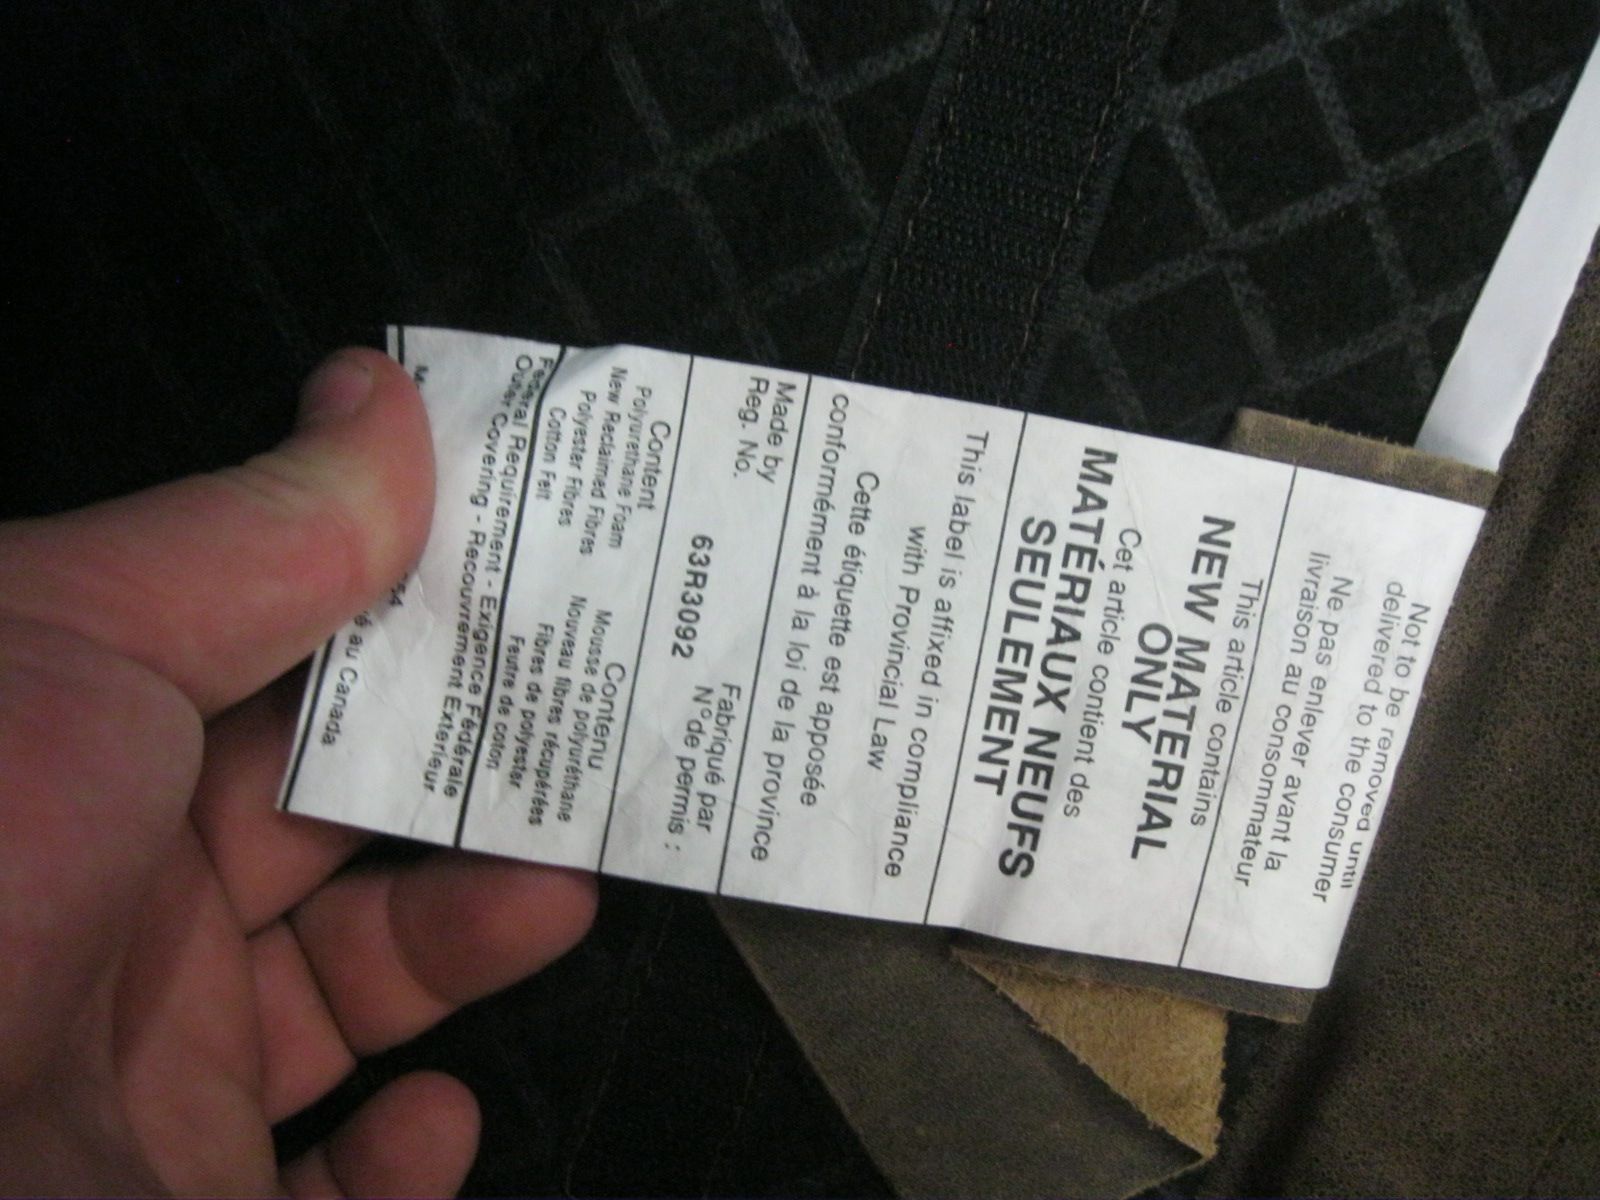 Not to be removed until
delivered to the consumer
Ne pas enlever avant la
livraison au consommateur
This article contains
NEW MATERIAL
ONLY
Cet article contient des
MATÉRIAUX NEUFS
SEULEMENT
This label is affixed in compliance
with Provincial Law
Cette étiquette est apposée
conformément à la loi de la province
Made by
Fabriqué par
Reg. No.
63R3092
N° de permis :
Content
Contenu
Polyurethane Foam
Mousse de polyuréthane
New Reclaimed Fibres
Nouveau fibres récupérées
Polyester Fibres
Fibres de polyester
Cotton Felt
Feutre de coton
Federal Requirement - Exigence Fédérale
Outer Covering - Recouvrement Extérieur
au Canada